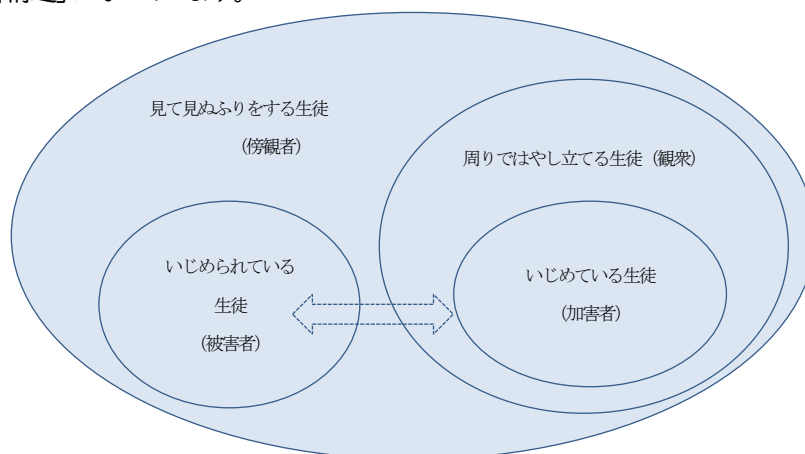 見て見ぬふりをする生徒
(傍観者)
周りではやし立てる生徒（観衆）
いじめられている
生徒
(被害者)
いじめている生徒
(加害者)